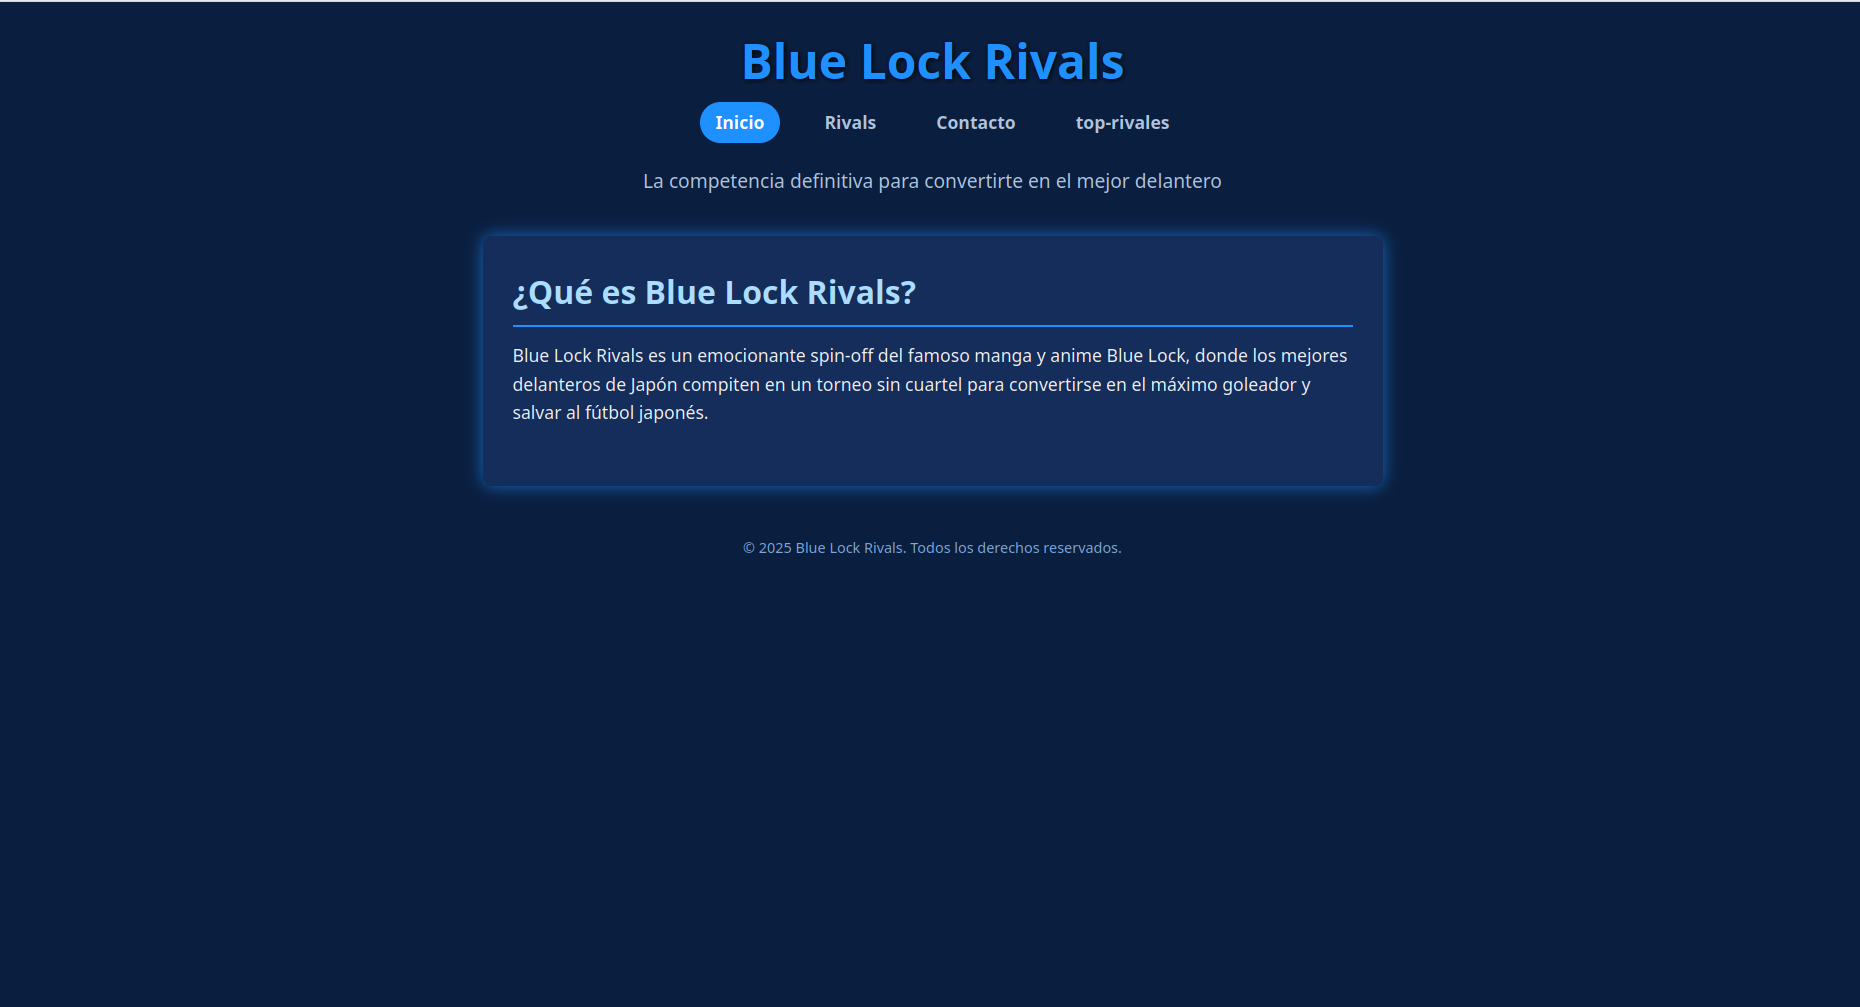 Blue Lock Rivals
Inicio Rivals Contacto top-rivales
La competencia definitiva para convertirte en el mejor delantero
¿Qué es Blue Lock Rivals?
Blue Lock Rivals es un emocionante spin-off del famoso manga y anime Blue Lock, donde los mejores
delanteros de Japón compiten en un torneo sin cuartel para convertirse en el máximo goleador y
salvar al fútbol japonés.
© 2025 Blue Lock Rivals. Todos los derechos reservados.